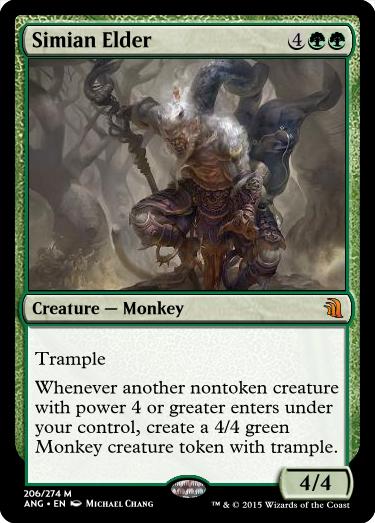 Simian Elder 4
Creature — Monkey
Trample
Whenever another nontoken creature
with power 4 or greater enters under
your control, create a 4/4 green
Monkey creature token with trample.
4/4
206/274 M
ANG • EN Michael Chang
™ & © 2015 Wizards of the Coast